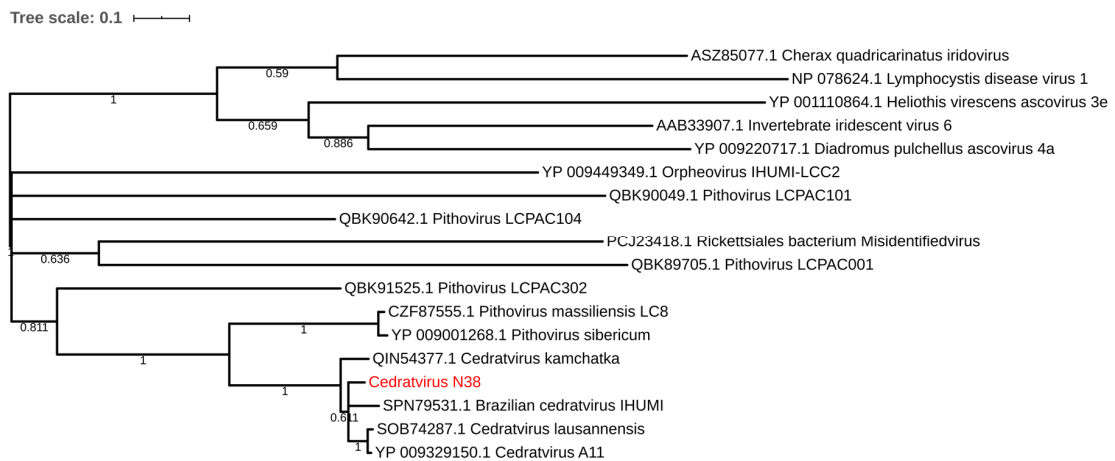 Tree scale: 0.1
ASZ85077.1 Cherax quadricarinatus iridovirus
0.59
NP 078624.1 Lymphocystis disease virus 1
1
YP 001110864.1 Heliothis virescens ascovirus 3e
0.659
AAB33907.1 Invertebrate iridescent virus 6
0.886
YP 009220717.1 Diadromus pulchellus ascovirus 4a
YP 009449349.1 Orpheovirus IHUMI-LCC2
QBK90049.1 Pithovirus LCPAC101
QBK90642.1 Pithovirus LCPAC104
PCJ23418.1 Rickettsiales bacterium Misidentifiedvirus
1
0.636
QBK89705.1 Pithovirus LCPAC001
QBK91525.1 Pithovirus LCPAC302
CZF87555.1 Pithovirus massiliensis LC8
0.811
1
YP 009001268.1 Pithovirus sibericum
1
QIN54377.1 Cedratvirus kamchatka
Cedratvirus N38
1
SPN79531.1 Brazilian cedratvirus IHUMI
0.611
SOB74287.1 Cedratvirus lausannensis
1
YP 009329150.1 Cedratvirus A11